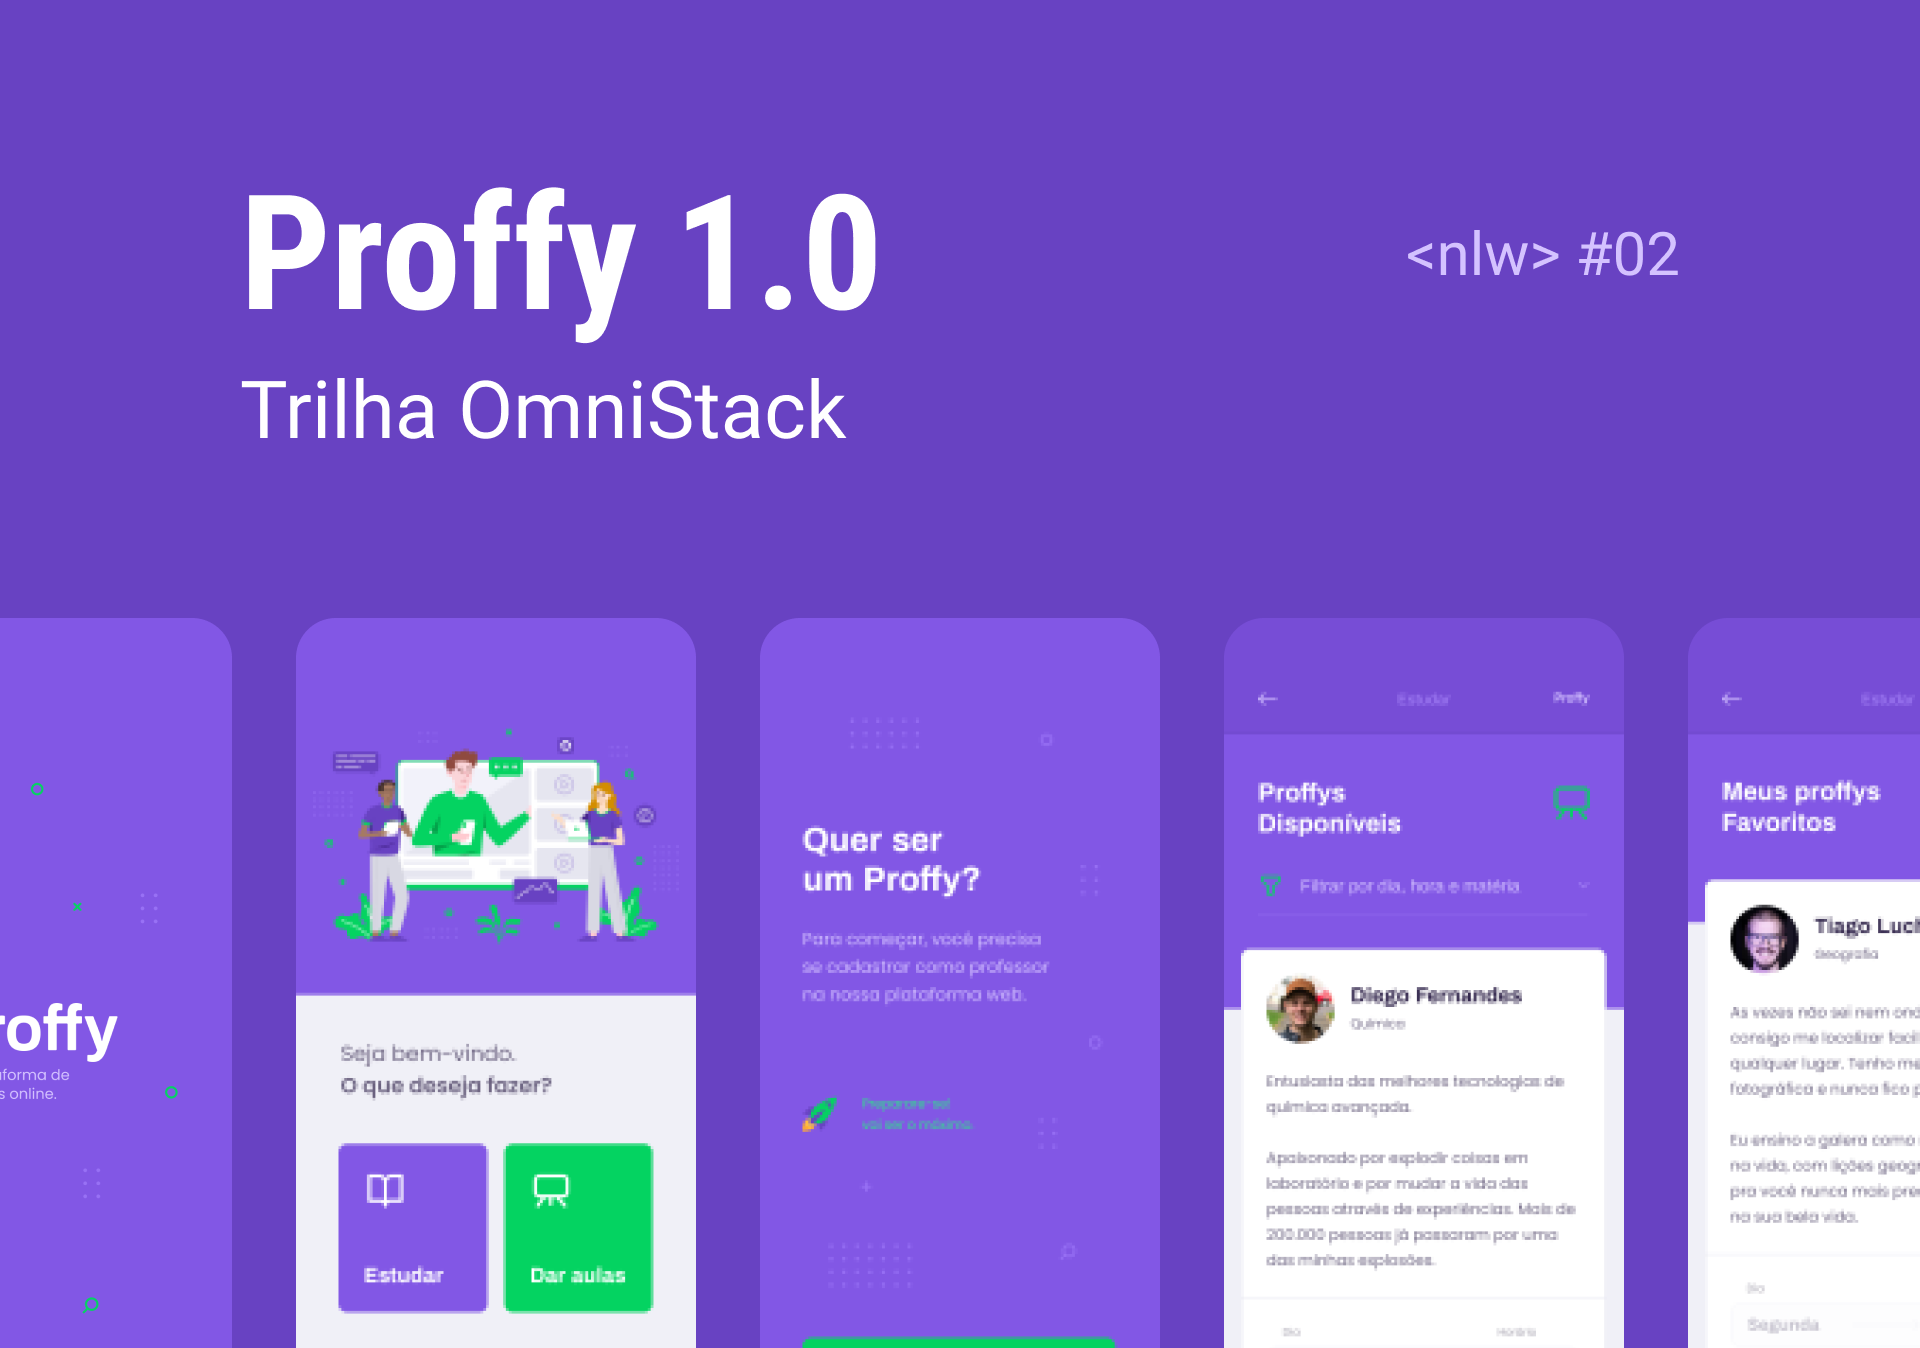 Proffy 1.0
<nlw> #02
Trilha OmniStack
roffy
aforma de
s online.
Seja bem-vindo.
O que deseja fazer?
Estudar
Dar aulas
Quer ser
um Proffy?
Para começar, você precisa
se cadastrar como professor
na nossa plataforma web.
Prepare-se!
vai ser o máximo.
Estudar
Proffy
Proffys
Disponíveis
Filtrar por dia, hora e matéria
Diego Fernandes
Química
Entusiasta das melhores tecnologias de
química avançada.
Apaixonado por explodir coisas em
laboratório e por mudar a vida das
pessoas através de experiências. Mais de
200.000 pessoas já passaram por uma
das minhas explosões.
Dia
Horário
Estudar
Meus proffys
Favoritos
Tiago Luch
Geografia
As vezes não sei nem ond
consigo me localizar facil
qualquer lugar. Tenho me
fotográfica e nunca fico p
Eu ensino a galera como
na vida, com lições geogr
pra você nunca mais pre
na sua bela vida.
Dia
Segunda